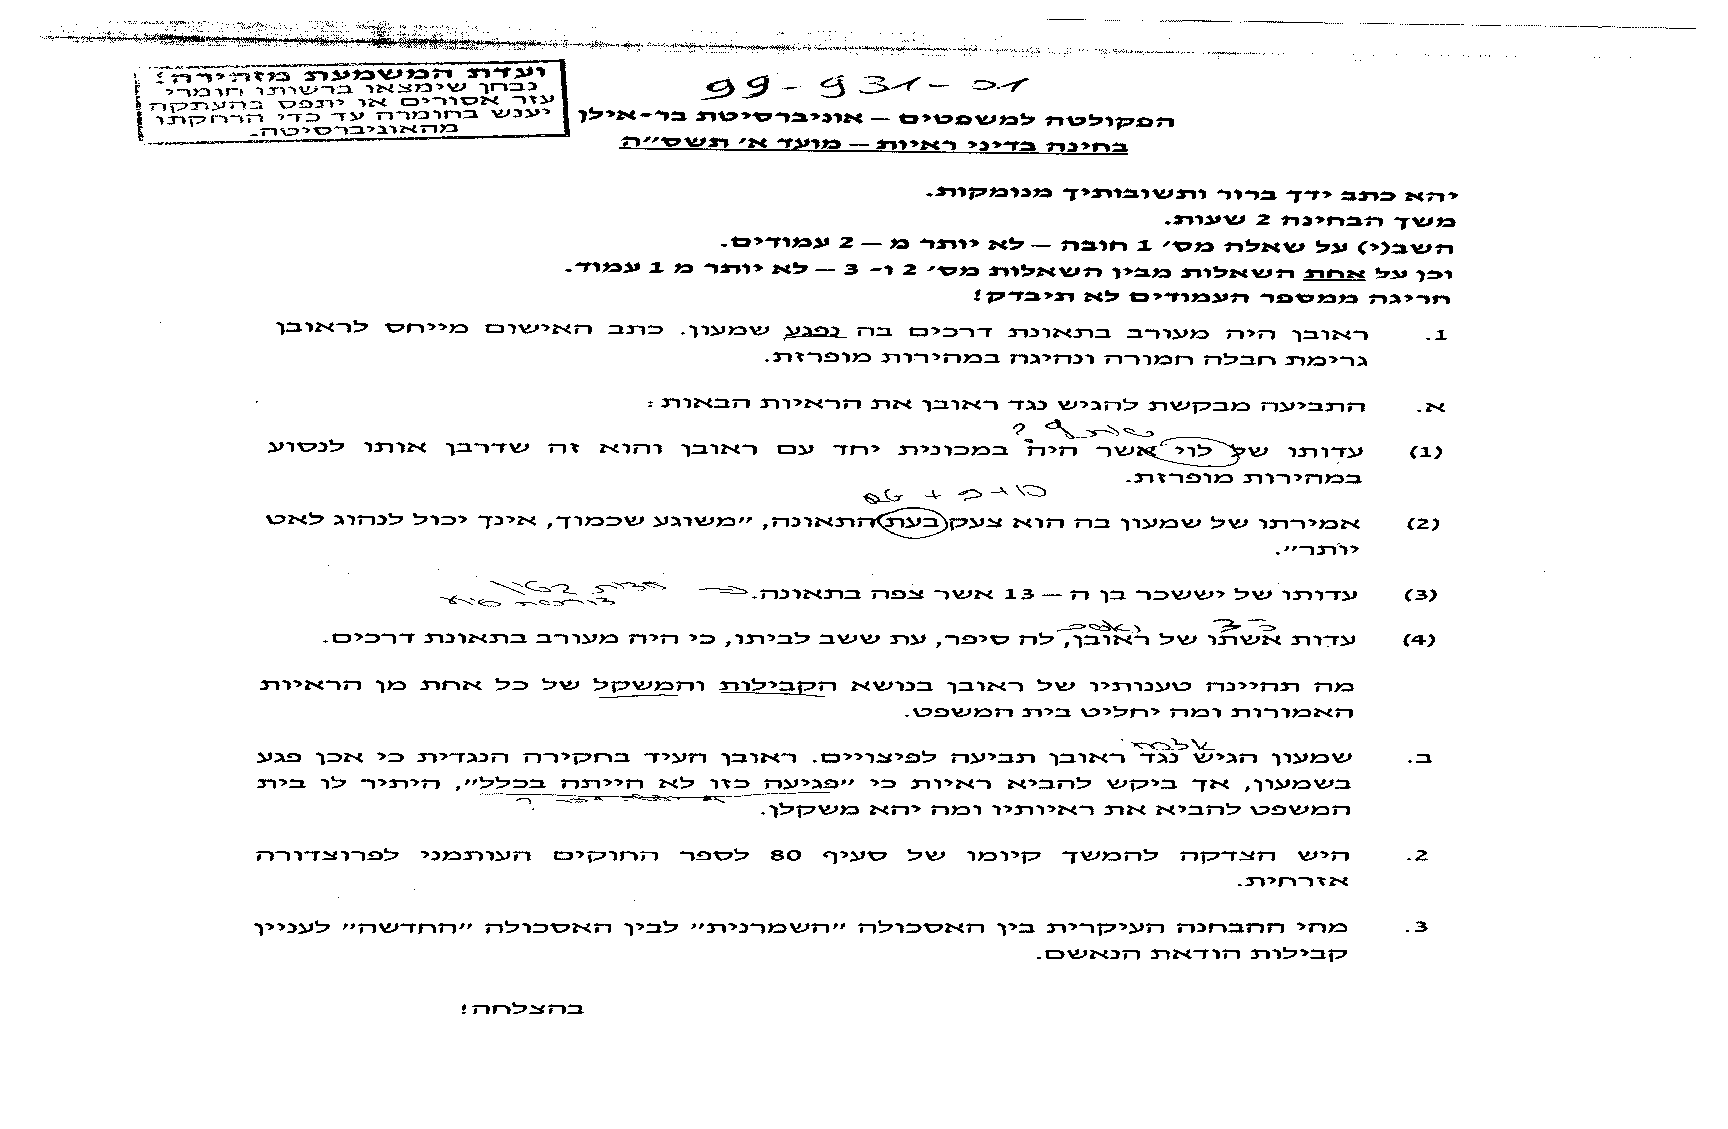 ועדת המשמעת מזהירה!
נבחן שימצאו ברשותו חומרי
עזר אסורים או יתפס בהעתקה
יענש בחומרה עד כדי הרחקתו
מהאוניברסיטה.
99-931-01
הפקולטה למשפטים – אוניברסיטת בר-אילן
בחינה בדיני ראיות – מועד א' תשס"ה
יהא כתב ידך ברור ותשובותיך מנומקות.
משך הבחינה 2 שעות.
השב(י) על שאלה מס' 1 חובה – לא יותר מ – 2 עמודים.
וכן על אחת השאלות מבין השאלות מס' 2 ו- 3 – לא יותר מ 1 עמוד.
חריגה ממספר העמודים לא תיבדק!
1. ראובן היה מעורב בתאונת דרכים בה נפגע שמעון. כתב האישום מייחס לראובן
גרימת חבלה חמורה ונהיגה במהירות מופרזת.
א. התביעה מבקשת להגיש נגד ראובן את הראיות הבאות:
שותף ?
(1) עדותו של לוי אשר היה במכונית יחד עם ראובן והוא זה שדרבן אותו לנסוע
במהירות מופרזת.
(2) אמירתו של שמעון בה הוא צעק בעת התאונה, "משוגע שכמוך, אינך יכול לנהוג לאט
יותר".
(3) עדותו של יששכר בן ה – 13 אשר צפה בתאונה.
(4) עדות אשתו של ראובן, לה סיפר, עת ששב לביתו, כי היה מעורב בתאונת דרכים.
מה תהיינה טענותיו של ראובן בנושא הקבילות והמשקל של כל אחת מן הראיות
האמורות ומה יחליט בית המשפט.
ב. שמעון הגיש נגד ראובן תביעה לפיצויים. ראובן העיד בחקירה הנגדית כי אכן פגע
בשמעון, אך ביקש להביא ראיות כי "פגיעה כזו לא הייתה בכלל", היתיר לו בית
המשפט להביא את ראיותיו ומה יהא משקלן.
2. היש הצדקה להמשך קיומו של סעיף 80 לספר החוקים העותמני לפרוצדורה
אזרחית.
3. מהי ההבחנה העיקרית בין האסכולה "השמרנית" לבין האסכולה "החדשה" לעניין
קבילות הודאת הנאשם.
בהצלחה!